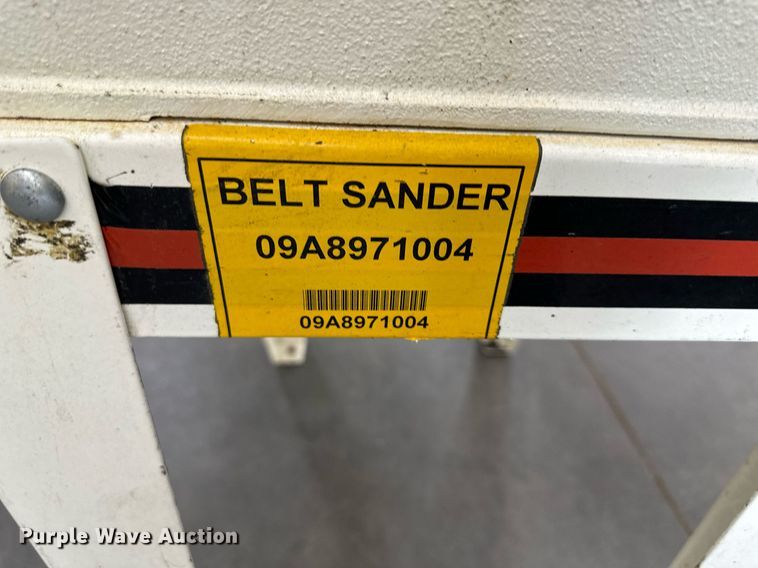 BELT SANDER
09A8971004
09A8971004
Purple Wave Auction